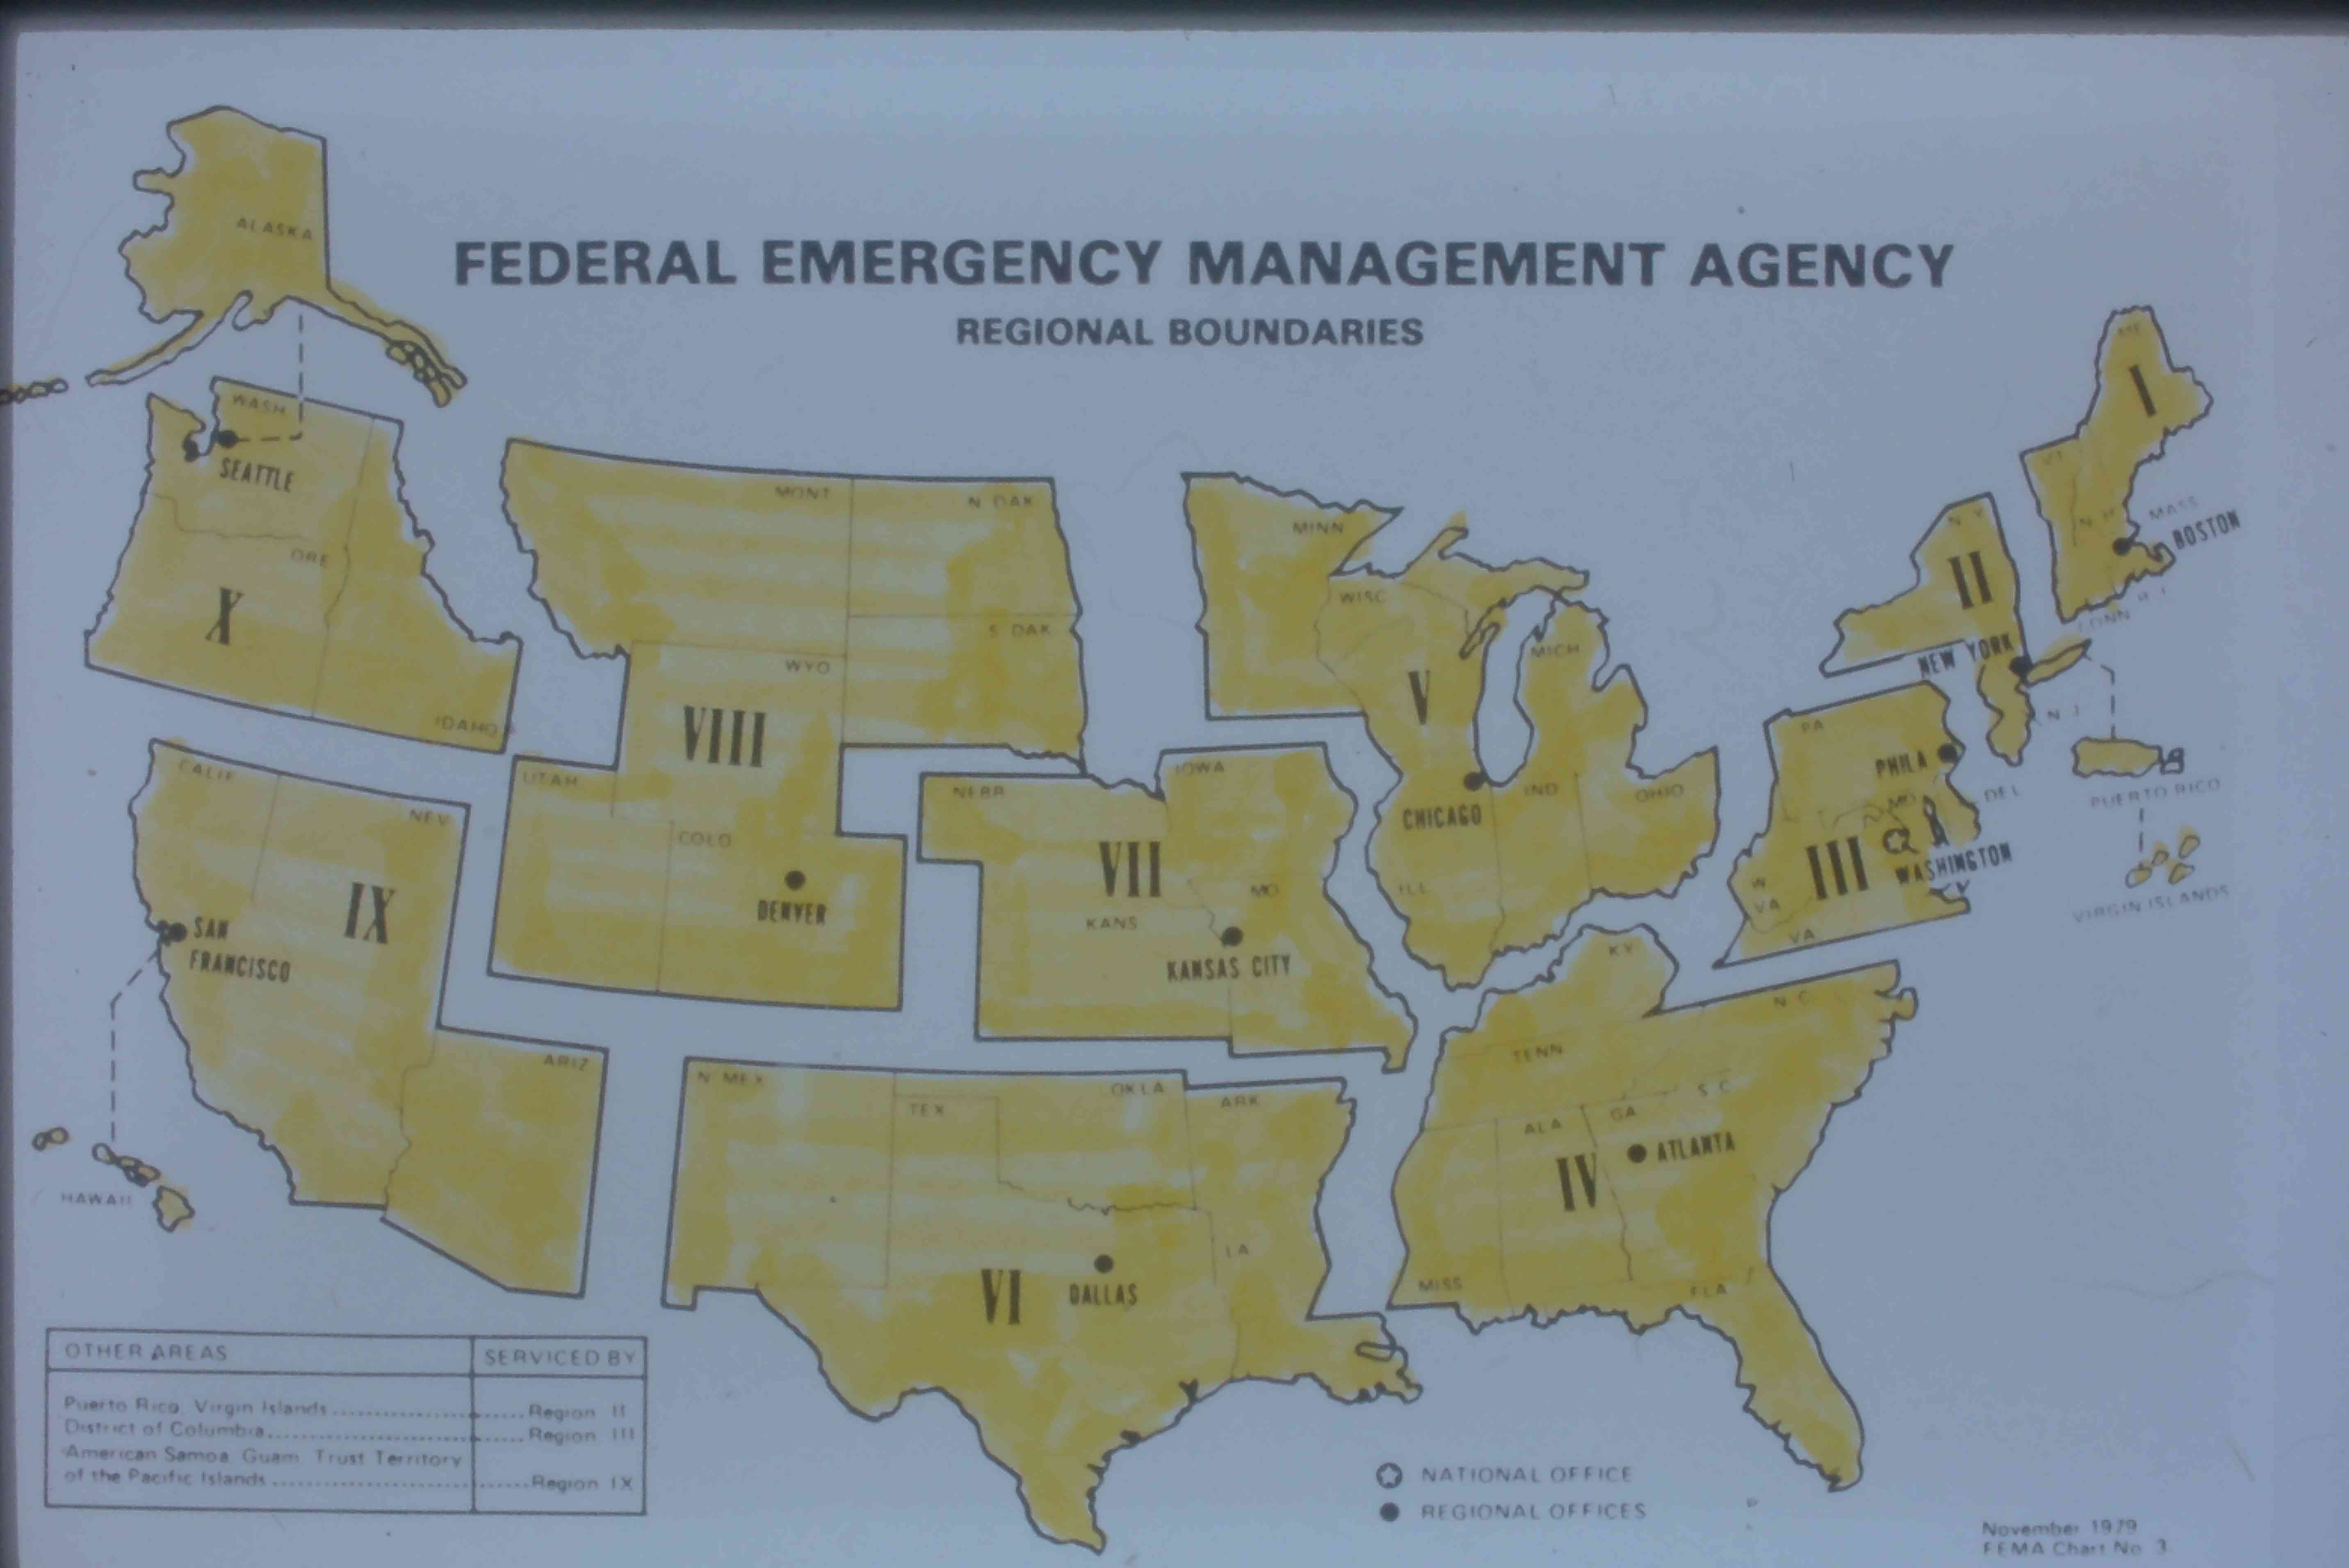 FEDERAL EMERGENCY MANAGEMENT AGENCY
REGIONAL BOUNDARIES
ALASKA
WASH
SEATTLE
ORE
X
IDAHO
MONT
N DAK
S DAK
WYO
VIII
UTAH
COLO
DENVER
CALIF
NEV
IX
SAN
FRANCISCO
ARIZ
HAWAII
MINN
WISC
MICH
V
CHICAGO
ILL
IND
OHIO
NEBR
IOWA
VII
KANS
MO
KANSAS CITY
N MEX
TEX
OKLA
ARK
LA
VI
DALLAS
KY
TENN
N C
S C
ALA
GA
ATLANTA
IV
MISS
FLA
PA
PHILA
MD
DEL
III
WASHINGTON
W
VA
VA
N Y
II
NEW YORK
N J
PUERTO RICO
VIRGIN ISLANDS
ME
I
VT
N H
MASS
BOSTON
R I
CONN
OTHER AREAS SERVICED BY
Puerto Rico, Virgin Islands ........ Region II
District of Columbia ........ Region III
American Samoa, Guam, Trust Territory
of the Pacific Islands ........ Region IX
NATIONAL OFFICE
REGIONAL OFFICES
November 1979
FEMA Chart No. 3